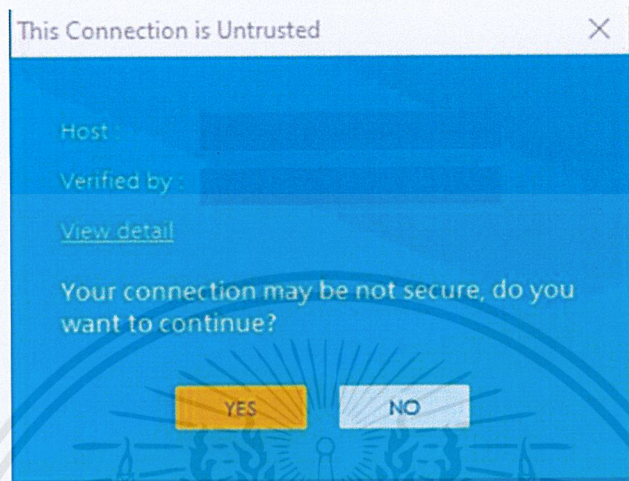 This Connection is Untrusted
Host :
Verified by :
View detail
Your connection may be not secure, do you
want to continue?
YES
NO